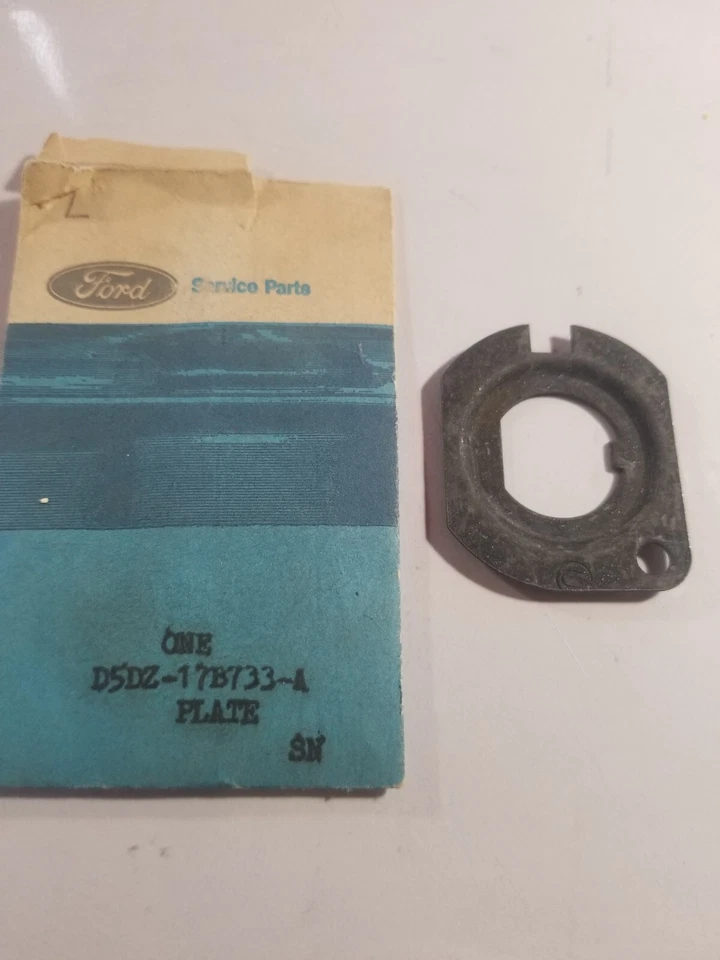 Z
Ford Service Parts
ONE
D5DZ-17B733-A
PLATE
SN